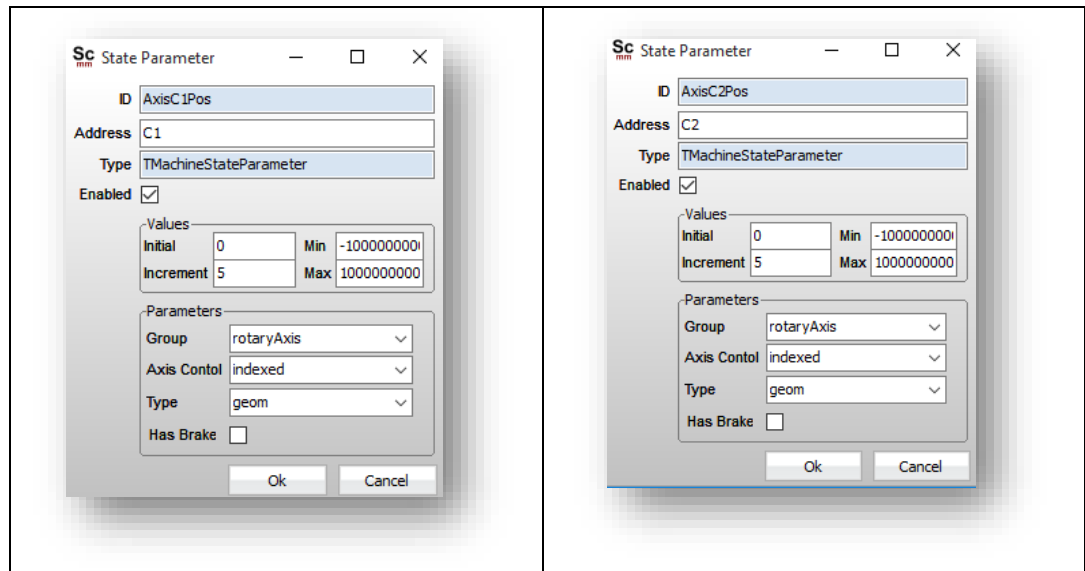 Sc mm State Parameter
ID AxisC1Pos
Address C1
Type TMachineStateParameter
Enabled
Values
Initial 0 Min -100000000
Increment 5 Max 1000000000
Parameters
Group rotaryAxis
Axis Contol indexed
Type geom
Has Brake
Ok Cancel
Sc mm State Parameter
ID AxisC2Pos
Address C2
Type TMachineStateParameter
Enabled
Values
Initial 0 Min -100000000
Increment 5 Max 1000000000
Parameters
Group rotaryAxis
Axis Contol indexed
Type geom
Has Brake
Ok Cancel